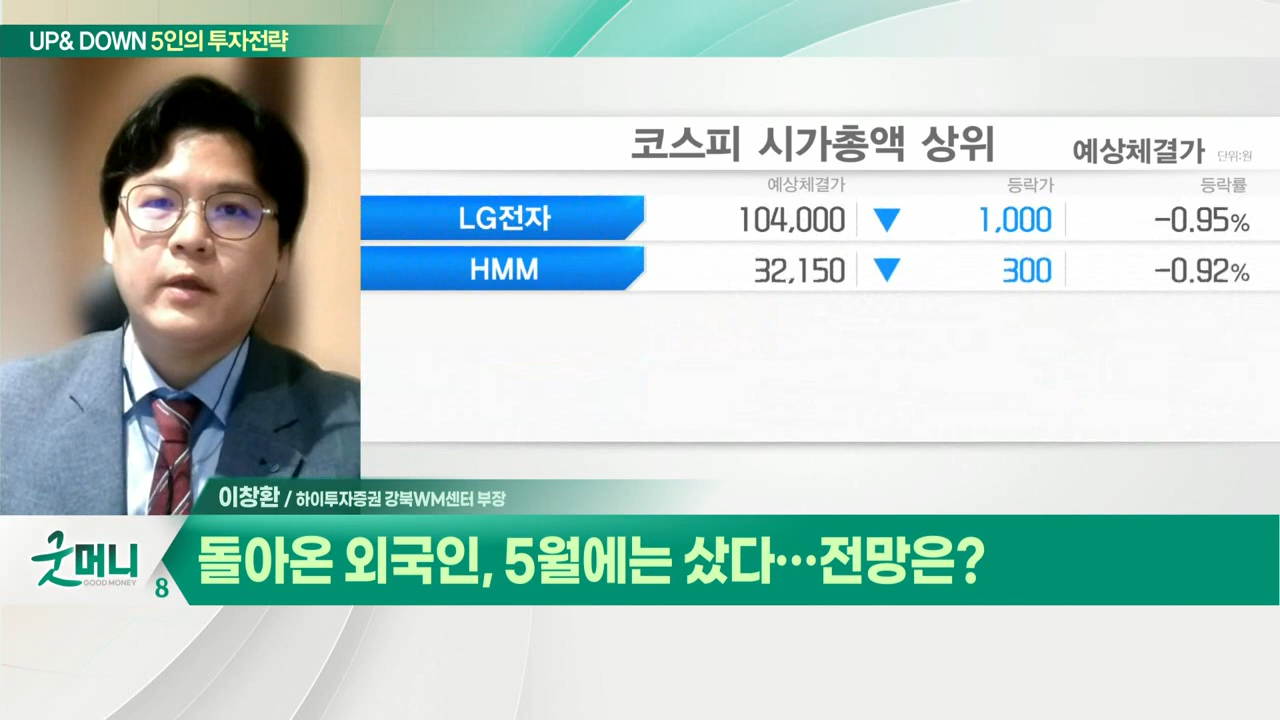 UP& DOWN 5인의 투자전략
코스피 시가총액 상위 예상체결가 단위:원
예상체결가 등락가 등락률
LG전자 104,000 ▼ 1,000 -0.95%
HMM 32,150 ▼ 300 -0.92%
이창환 / 하이투자증권 강북WM센터 부장
굿머니 GOOD MONEY 8
돌아온 외국인, 5월에는 샀다…전망은?